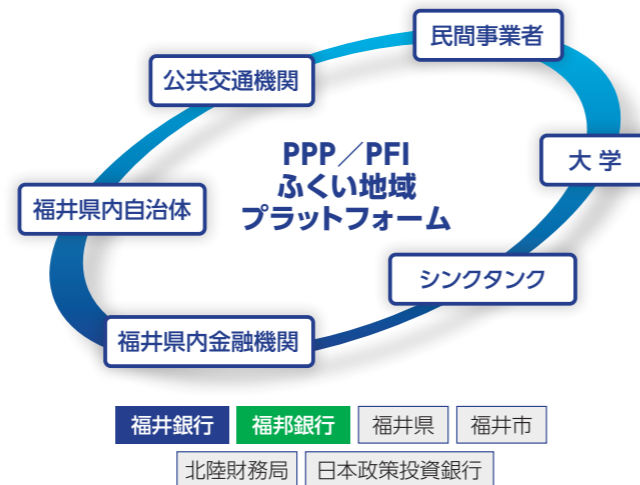 民間事業者
公共交通機関
大学
PPP／PFI
ふくい地域
プラットフォーム
福井県内自治体
シンクタンク
福井県内金融機関
福井銀行 福邦銀行 福井県 福井市
北陸財務局 日本政策投資銀行